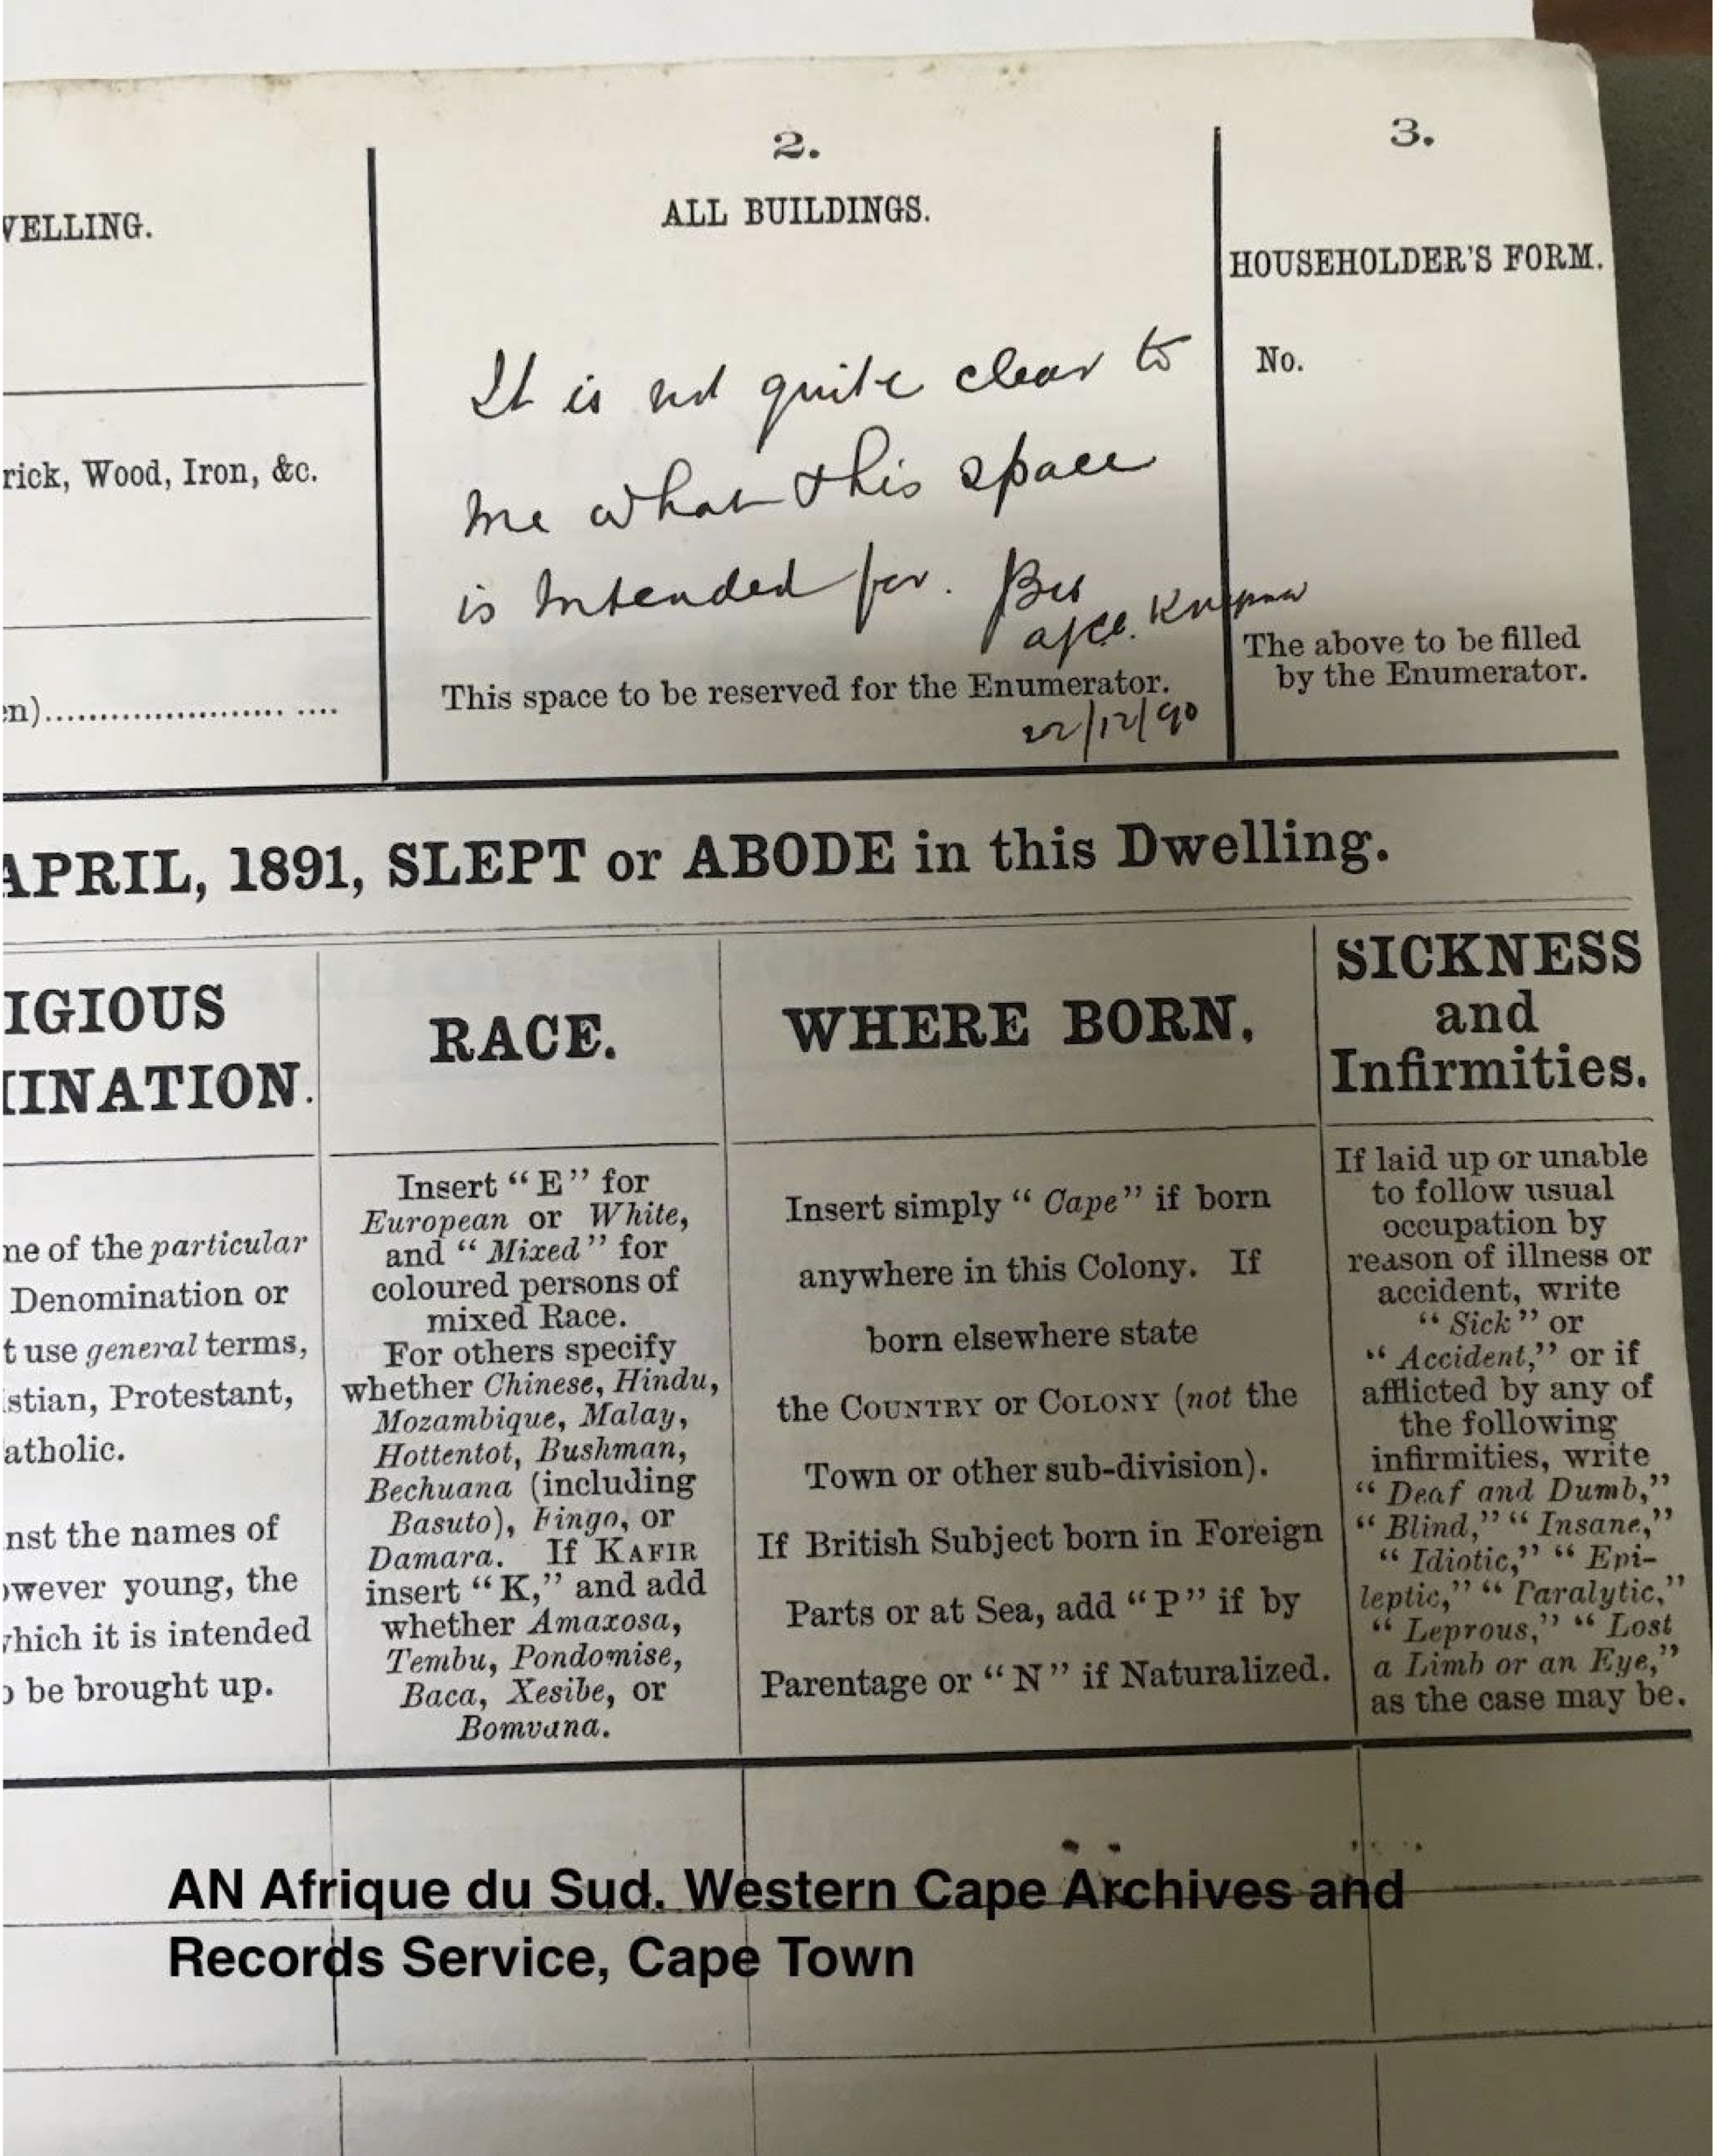 VELLING.
rick, Wood, Iron, &c.
en)
2.
ALL BUILDINGS.
It is not quite clear to
me what this space
is intended for.
This space to be reserved for the Enumerator.
22/12/90
3.
HOUSEHOLDER'S FORM.
No.
The above to be filled
by the Enumerator.
APRIL, 1891, SLEPT or ABODE in this Dwelling.
IGIOUS
INATION.
ne of the particular
Denomination or
t use general terms,
stian, Protestant,
atholic.
nst the names of
owever young, the
which it is intended
o be brought up.
RACE.
Insert "E" for
European or White,
and "Mixed" for
coloured persons of
mixed Race.
For others specify
whether Chinese, Hindu,
Mozambique, Malay,
Hottentot, Bushman,
Bechuana (including
Basuto), Fingo, or
Damara. If KAFIR
insert "K," and add
whether Amaxosa,
Tembu, Pondomise,
Baca, Xesibe, or
Bomvana.
WHERE BORN.
Insert simply "Cape" if born
anywhere in this Colony. If
born elsewhere state
the COUNTRY or COLONY (not the
Town or other sub-division).
If British Subject born in Foreign
Parts or at Sea, add "P" if by
Parentage or "N" if Naturalized.
SICKNESS
and
Infirmities.
If laid up or unable
to follow usual
occupation by
reason of illness or
accident, write
"Sick" or
"Accident," or if
afflicted by any of
the following
infirmities, write
"Deaf and Dumb,"
"Blind," "Insane,"
"Idiotic," "Epi-
leptic," "Paralytic,"
"Leprous," "Lost
a Limb or an Eye,"
as the case may be.
AN Afrique du Sud. Western Cape Archives and
Records Service, Cape Town